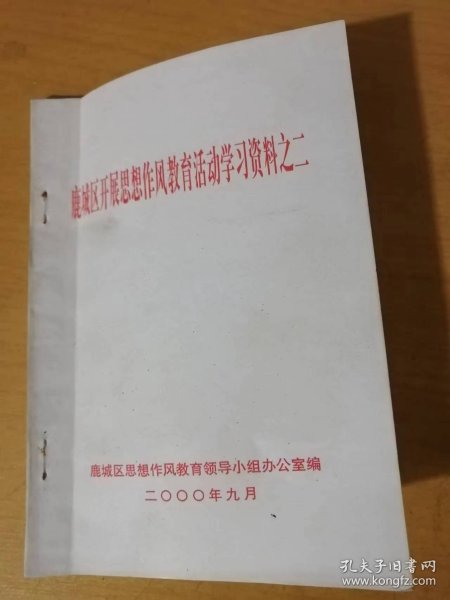 鹿城区开展思想作风教育活动学习资料之二
鹿城区思想作风教育领导小组办公室编
二〇〇〇年九月
孔夫子旧书网
www.kongfz.com